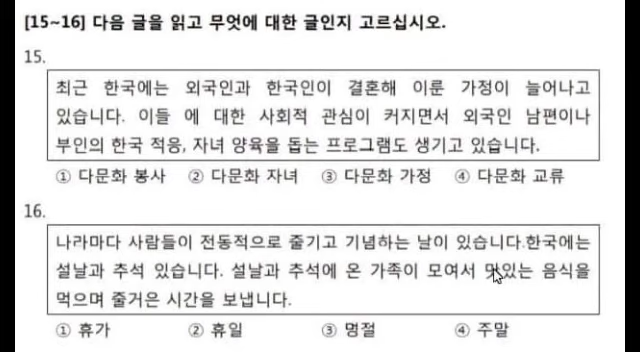 [15~16] 다음 글을 읽고 무엇에 대한 글인지 고르십시오.
15.
최근 한국에는 외국인과 한국인이 결혼해 이룬 가정이 늘어나고
있습니다. 이들 에 대한 사회적 관심이 커지면서 외국인 남편이나
부인의 한국 적응, 자녀 양육을 돕는 프로그램도 생기고 있습니다.
① 다문화 봉사 ② 다문화 자녀 ③ 다문화 가정 ④ 다문화 교류
16.
나라마다 사람들이 전동적으로 줄기고 기념하는 날이 있습니다.한국에는
설날과 추석 있습니다. 설날과 추석에 온 가족이 모여서 맛있는 음식을
먹으며 줄거은 시간을 보냅니다.
① 휴가 ② 휴일 ③ 명절 ④ 주말